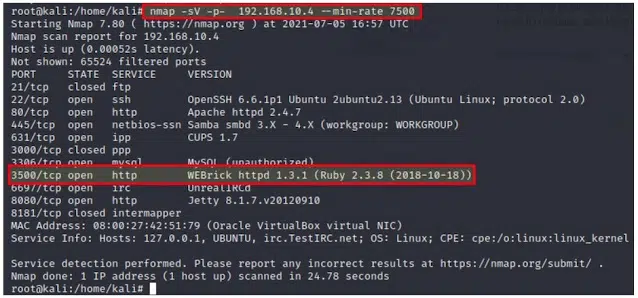 root@kali:/home/kali# nmap -sV -p-  192.168.10.4 --min-rate 7500
Starting Nmap 7.80 ( https://nmap.org ) at 2021-07-05 16:57 UTC
Nmap scan report for 192.168.10.4
Host is up (0.00052s latency).
Not shown: 65524 filtered ports
PORT     STATE  SERVICE     VERSION
21/tcp   closed ftp
22/tcp   open   ssh         OpenSSH 6.6.1p1 Ubuntu 2ubuntu2.13 (Ubuntu Linux; protocol 2.0)
80/tcp   open   http        Apache httpd 2.4.7
445/tcp  open   netbios-ssn Samba smbd 3.X - 4.X (workgroup: WORKGROUP)
631/tcp  open   ipp         CUPS 1.7
3000/tcp closed ppp
3306/tcp open   mysql       MySQL (unauthorized)
3500/tcp open   http        WEBrick httpd 1.3.1 (Ruby 2.3.8 (2018-10-18))
6697/tcp open   irc         UnrealIRCd
8080/tcp open   http        Jetty 8.1.7.v20120910
8181/tcp closed intermapper
MAC Address: 08:00:27:42:51:79 (Oracle VirtualBox virtual NIC)
Service Info: Hosts: 127.0.0.1, UBUNTU, irc.TestIRC.net; OS: Linux; CPE: cpe:/o:linux:linux_kernel
Service detection performed. Please report any incorrect results at https://nmap.org/submit/ .
Nmap done: 1 IP address (1 host up) scanned in 24.78 seconds
root@kali:/home/kali#